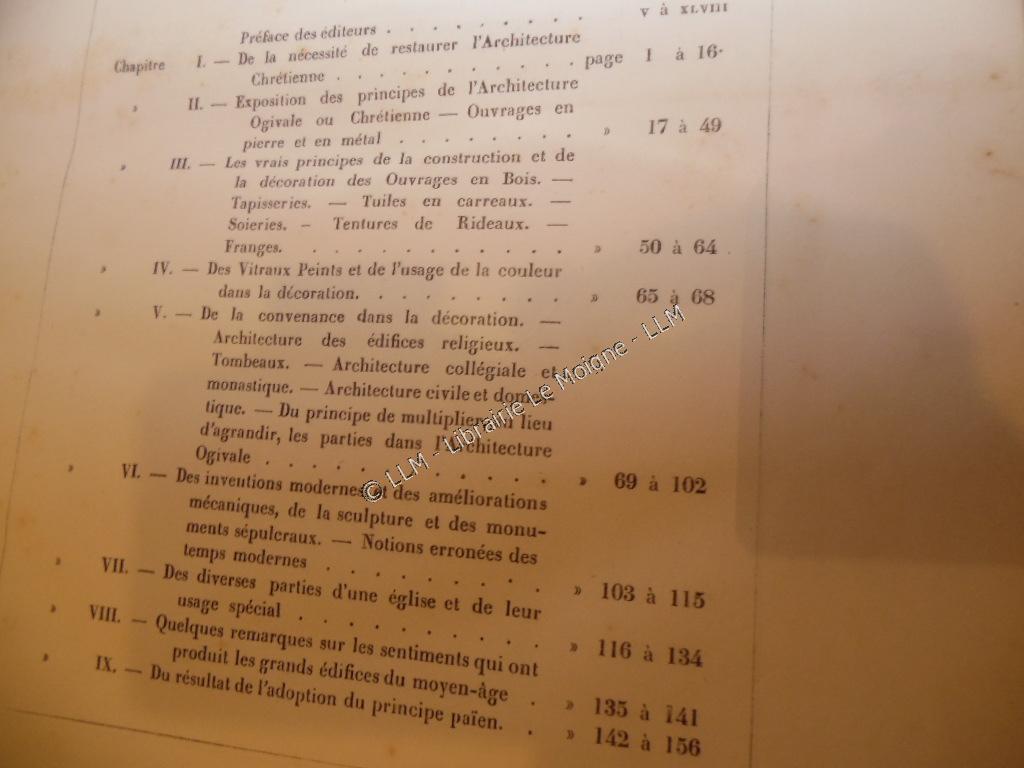 Préface des éditeurs . . . . . . . v à XLVIII
Chapitre I. — De la nécessité de restaurer l'Architecture
Chrétienne . . . . . . . . . . . page 1 à 16.
» II. — Exposition des principes de l'Architecture
Ogivale ou Chrétienne — Ouvrages en
pierre et en métal . . . . . . . . » 17 à 49
» III. — Les vrais principes de la construction et de
la décoration des Ouvrages en Bois. —
Tapisseries. — Tuiles en carreaux. —
Soieries. — Tentures de Rideaux. —
Franges. . . . . . . . . . . » 50 à 64
» IV. — Des Vitraux Peints et de l'usage de la couleur
dans la décoration. . . . . . . . . » 65 à 68
» V. — De la convenance dans la décoration. —
Architecture des édifices religieux. —
Tombeaux. — Architecture collégiale et
monastique. — Architecture civile et domes-
tique. — Du principe de multiplier, lieu
d'agrandir, les parties dans l'Architecture
Ogivale . . . . . . . . . . . » 69 à 102
» VI. — Des inventions modernes et des améliorations
mécaniques, de la sculpture et des monu-
ments sépulcraux. — Notions erronées des
temps modernes . . . . . . . . » 103 à 115
» VII. — Des diverses parties d'une église et de leur
usage spécial . . . . . . . . . » 116 à 134
» VIII. — Quelques remarques sur les sentiments qui ont
produit les grands édifices du moyen-âge . » 135 à 141
» IX. — Du résultat de l'adoption du principe païen. . » 142 à 156
© LLM - Librairie Le Moigne - LLM